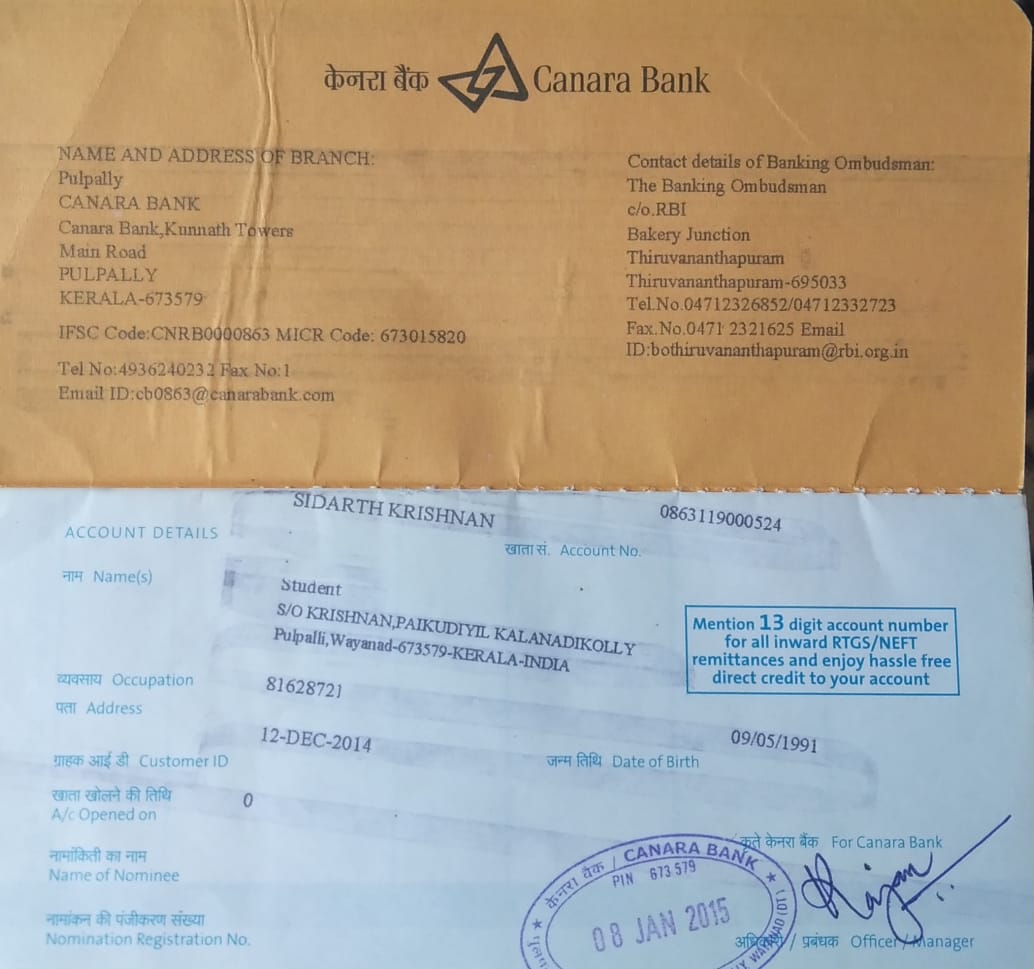 केनरा बैंक Canara Bank
NAME AND ADDRESS OF BRANCH:
Pulpally
CANARA BANK
Canara Bank,Kunnath Towers
Main Road
PULPALLY
KERALA-673579
IFSC Code:CNRB0000863 MICR Code: 673015820
Tel No:4936240232 Fax No:1
Email ID:cb0863@canarabank.com
Contact details of Banking Ombudsman:
The Banking Ombudsman
c/o.RBI
Bakery Junction
Thiruvananthapuram
Thiruvananthapuram-695033
Tel.No.04712326852/04712332723
Fax.No.0471 2321625 Email
ID:bothiruvananthapuram@rbi.org.in
SIDARTH KRISHNAN
0863119000524
ACCOUNT DETAILS
खाता सं. Account No.
नाम Name(s)
Student
S/O KRISHNAN,PAIKUDIYIL KALANADIKOLLY
Pulpalli,Wayanad-673579-KERALA-INDIA
Mention 13 digit account number
for all inward RTGS/NEFT
remittances and enjoy hassle free
direct credit to your account
व्यवसाय Occupation
81628721
पता Address
12-DEC-2014
09/05/1991
ग्राहक आई डी Customer ID
जन्म तिथि Date of Birth
खाता खोलने की तिथि
0
A/c Opened on
कृते केनरा बैंक For Canara Bank
नामांकिती का नाम
Name of Nominee
केनरा बैंक / CANARA BANK
PIN 673 579
08 JAN 2015
नामांकन की पंजीकरण संख्या
Nomination Registration No.
अधिकारी / प्रबंधक Officer/Manager